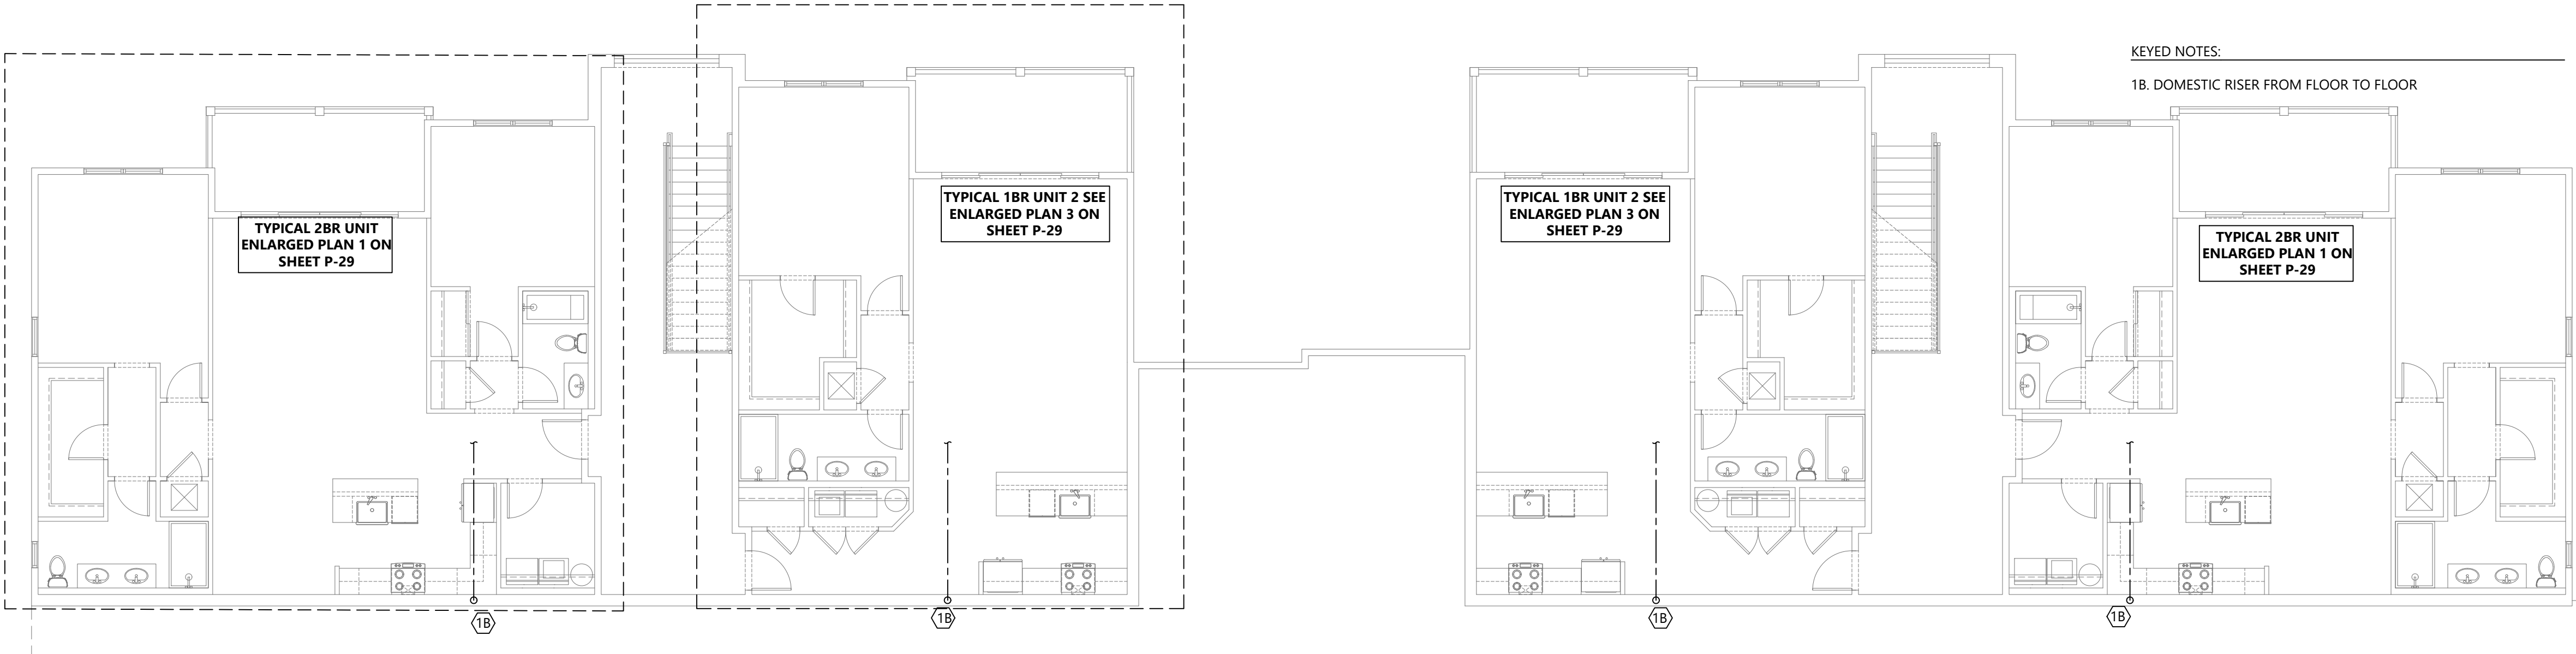 KEYED NOTES:
1B. DOMESTIC RISER FROM FLOOR TO FLOOR
TYPICAL 2BR UNIT
ENLARGED PLAN 1 ON
SHEET P-29
TYPICAL 1BR UNIT 2 SEE
ENLARGED PLAN 3 ON
SHEET P-29
TYPICAL 1BR UNIT 2 SEE
ENLARGED PLAN 3 ON
SHEET P-29
TYPICAL 2BR UNIT
ENLARGED PLAN 1 ON
SHEET P-29
1B
1B
1B
1B